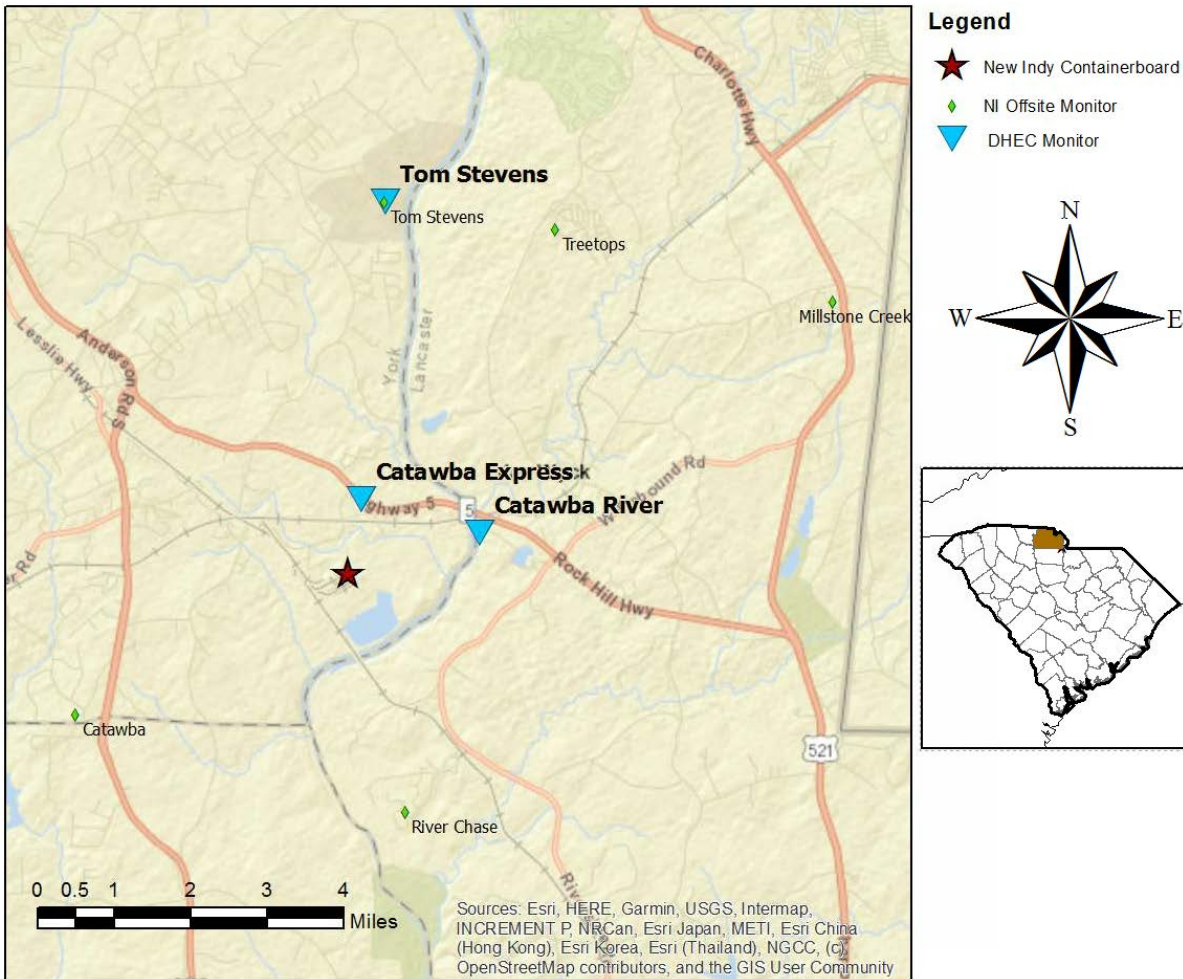 Legend
New Indy Containerboard
NI Offsite Monitor
DHEC Monitor
N
W
E
S
Charlotte Hwy
Tom Stevens
Tom Stevens
Treetops
Millstone Creek
Lesslie Hwy
Anderson Rd S
York
Lancaster
Catawba Express
Highway 5
5
Catawba River
Rock Hill Hwy
Catawba
521
River Chase
0 0.5 1 2 3 4
Miles
Sources: Esri, HERE, Garmin, USGS, Intermap,
INCREMENT P, NRCan, Esri Japan, METI, Esri China
(Hong Kong), Esri Korea, Esri (Thailand), NGCC, (c)
OpenStreetMap contributors, and the GIS User Community